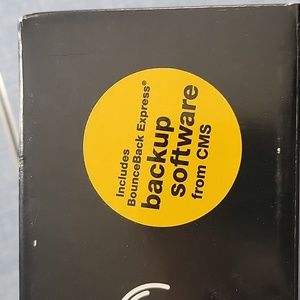 Includes
BounceBack Express®
backup
software
from CMS